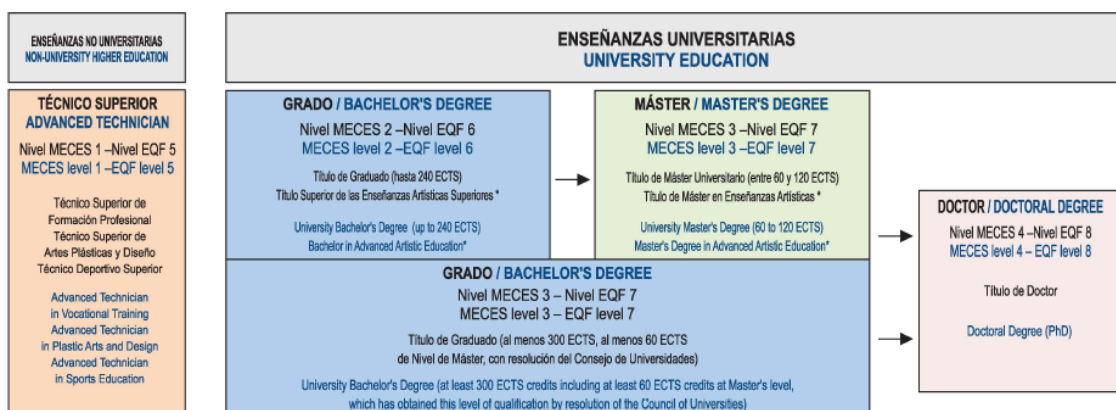 ENSEÑANZAS NO UNIVERSITARIAS
NON-UNIVERSITY HIGHER EDUCATION
ENSEÑANZAS UNIVERSITARIAS
UNIVERSITY EDUCATION
TÉCNICO SUPERIOR
ADVANCED TECHNICIAN
Nivel MECES 1 –Nivel EQF 5
MECES level 1 –EQF level 5
Técnico Superior de
Formación Profesional
Técnico Superior de
Artes Plásticas y Diseño
Técnico Deportivo Superior
Advanced Technician
in Vocational Training
Advanced Technician
in Plastic Arts and Design
Advanced Technician
in Sports Education
GRADO / BACHELOR'S DEGREE
Nivel MECES 2 –Nivel EQF 6
MECES level 2 –EQF level 6
Título de Graduado (hasta 240 ECTS)
Título Superior de las Enseñanzas Artísticas Superiores *
University Bachelor's Degree (up to 240 ECTS)
Bachelor in Advanced Artistic Education*
MÁSTER / MASTER'S DEGREE
Nivel MECES 3 –Nivel EQF 7
MECES level 3 –EQF level 7
Título de Máster Universitario (entre 60 y 120 ECTS)
Título de Máster en Enseñanzas Artísticas *
University Master's Degree (60 to 120 ECTS)
Master's Degree in Advanced Artistic Education*
GRADO / BACHELOR'S DEGREE
Nivel MECES 3 – Nivel EQF 7
MECES level 3 – EQF level 7
Título de Graduado (al menos 300 ECTS, al menos 60 ECTS
de Nivel de Máster, con resolución del Consejo de Universidades)
University Bachelor's Degree (at least 300 ECTS credits including at least 60 ECTS credits at Master's level,
which has obtained this level of qualification by resolution of the Council of Universities)
DOCTOR / DOCTORAL DEGREE
Nivel MECES 4 –Nivel EQF 8
MECES level 4 – EQF level 8
Título de Doctor
Doctoral Degree (PhD)